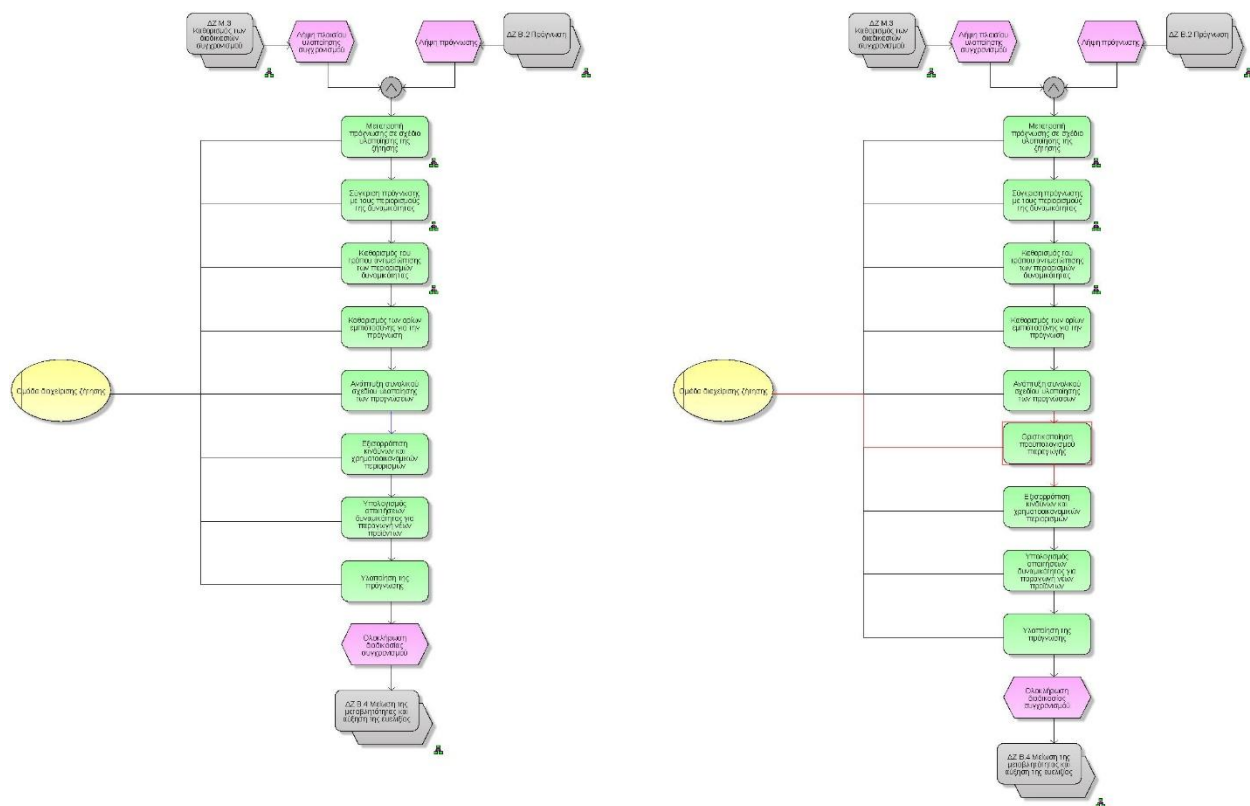 ΔΖ Μ.3
Καθορισμός των
διαδικασιών
συγχρονισμού
Λήψη πλαισίου
υλοποίησης
συγχρονισμού
Λήψη πρόγνωσης
ΔΖ Β.2 Πρόγνωση
Μετατροπή
πρόγνωσης σε σχέδιο
υλοποίησης της
ζήτησης
Σύγκριση πρόγνωσης
με τους περιορισμούς
της δυναμικότητας
Καθορισμός του
τρόπου αντιμετώπισης
των περιορισμών
δυναμικότητας
Καθορισμός των ορίων
εμπιστοσύνης για την
πρόγνωση
Ομάδα διαχείρισης ζήτησης
Ανάπτυξη συνολικού
σχεδίου υλοποίησης
των προγνώσεων
Εξισορρόπιση
κινδύνων και
χρηματοοικονομικών
περιορισμών
Υπολογισμός
απαιτήσεων
δυναμικότητας για
παραγωγή νέων
προϊόντων
Υλοποίηση της
πρόγνωσης
Ολοκλήρωση
διαδικασίας
συγχρονισμού
ΔΖ Β.4 Μείωση της
μεταβλητότητας και
αύξηση της ευελιξίας
ΔΖ Μ.3
Καθορισμός των
διαδικασιών
συγχρονισμού
Λήψη πλαισίου
υλοποίησης
συγχρονισμού
Λήψη πρόγνωσης
ΔΖ Β.2 Πρόγνωση
Μετατροπή
πρόγνωσης σε σχέδιο
υλοποίησης της
ζήτησης
Σύγκριση πρόγνωσης
με τους περιορισμούς
της δυναμικότητας
Καθορισμός του
τρόπου αντιμετώπισης
των περιορισμών
δυναμικότητας
Καθορισμός των ορίων
εμπιστοσύνης για την
πρόγνωση
Ομάδα διαχείρισης ζήτησης
Ανάπτυξη συνολικού
σχεδίου υλοποίησης
των προγνώσεων
Οριστικοποίηση
προϋπολογισμού
παραγωγής
Εξισορρόπιση
κινδύνων και
χρηματοοικονομικών
περιορισμών
Υπολογισμός
απαιτήσεων
δυναμικότητας για
παραγωγή νέων
προϊόντων
Υλοποίηση της
πρόγνωσης
Ολοκλήρωση
διαδικασίας
συγχρονισμού
ΔΖ Β.4 Μείωση της
μεταβλητότητας και
αύξηση της ευελιξίας